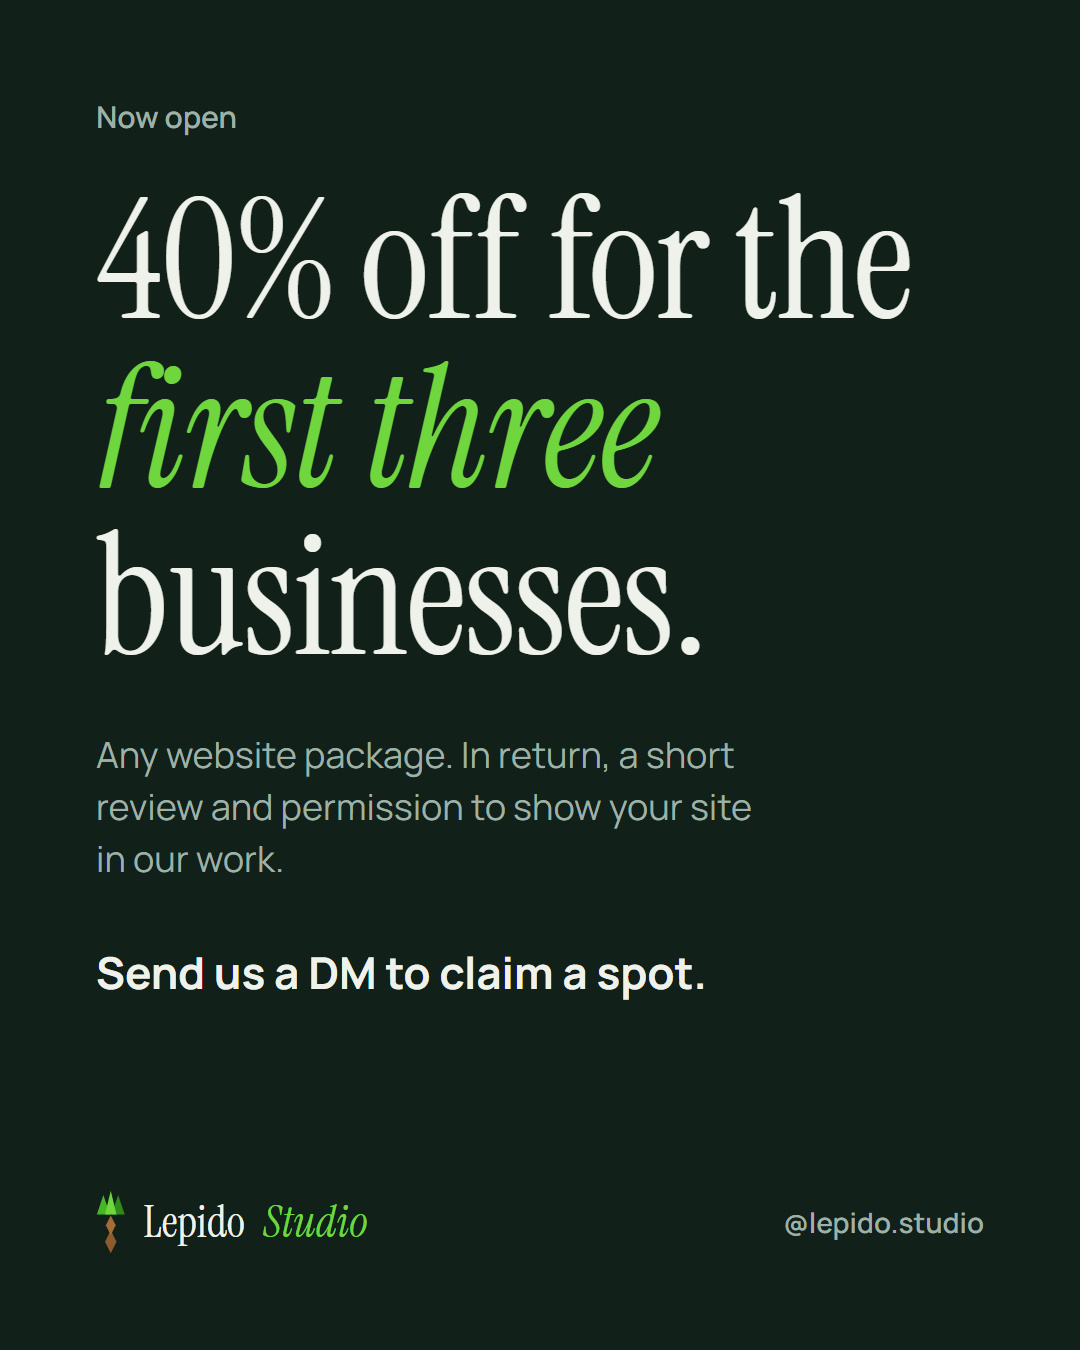 Now open
40% off for the
first three
businesses.
Any website package. In return, a short
review and permission to show your site
in our work.
Send us a DM to claim a spot.
Lepido Studio
@lepido.studio